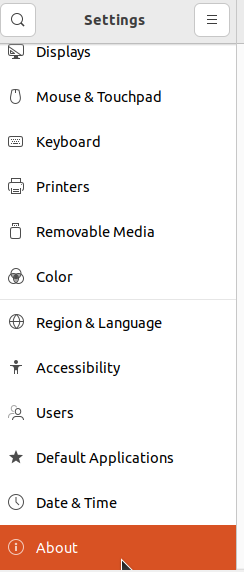 Settings
Displays
Mouse & Touchpad
Keyboard
Printers
Removable Media
Color
Region & Language
Accessibility
Users
Default Applications
Date & Time
About